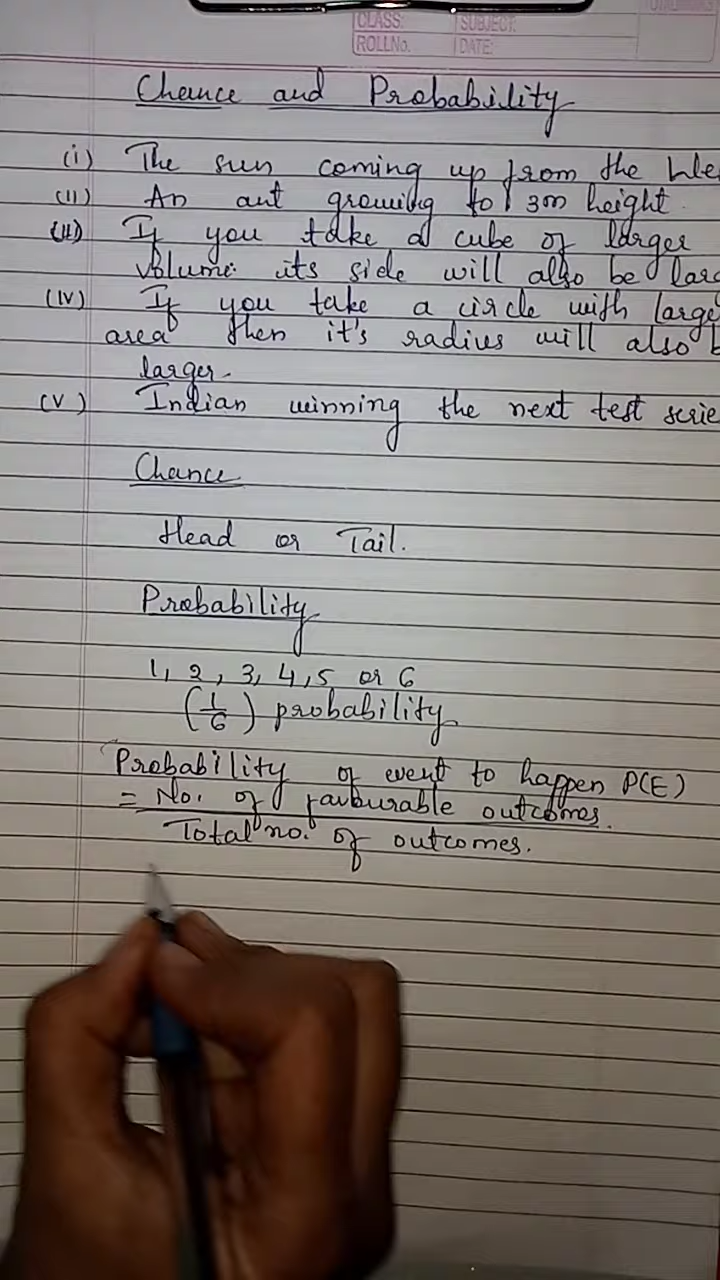 CLASS: SUBJECT:
ROLLNo. DATE:
Chance and Probability
(i) The sun coming up from the We
(II) An ant growing to 3m height
(III) If you take a cube of larger
volume its side will also be larg
(IV) If you take a circle with large
area then it's radius will also b
larger.
(V) Indian winning the next test serie
Chance
Head or Tail.
Probability
1, 2, 3, 4, 5 or 6
(1/6) probability
Probability of event to happen P(E)
= No. of favourable outcomes.
Total no. of outcomes.